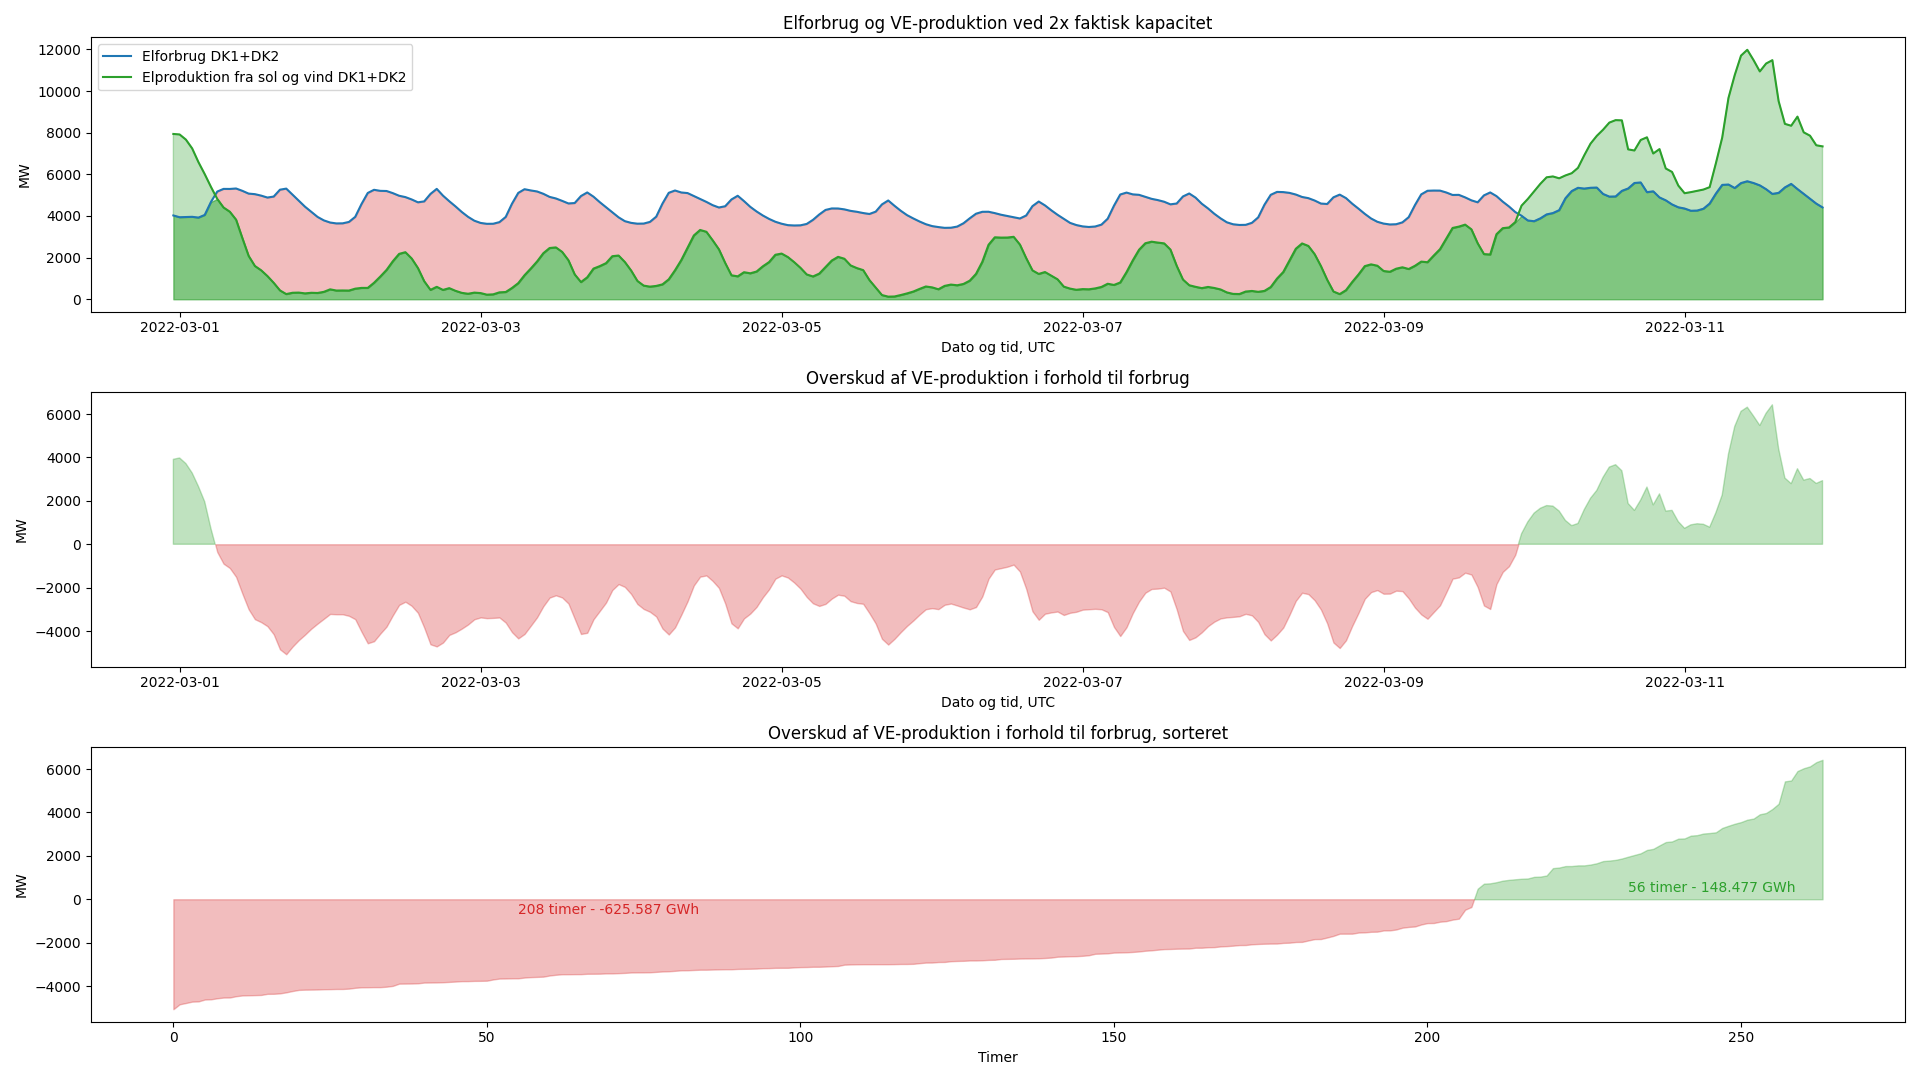 Elforbrug og VE-produktion ved 2x faktisk kapacitet
Elforbrug DK1+DK2
Elproduktion fra sol og vind DK1+DK2
12000
10000
8000
6000
4000
2000
0
MW
2022-03-01 2022-03-03 2022-03-05 2022-03-07 2022-03-09 2022-03-11
Dato og tid, UTC
Overskud af VE-produktion i forhold til forbrug
6000
4000
2000
0
−2000
−4000
MW
2022-03-01 2022-03-03 2022-03-05 2022-03-07 2022-03-09 2022-03-11
Dato og tid, UTC
Overskud af VE-produktion i forhold til forbrug, sorteret
6000
4000
2000
0
−2000
−4000
MW
56 timer - 148.477 GWh
208 timer - -625.587 GWh
0 50 100 150 200 250
Timer